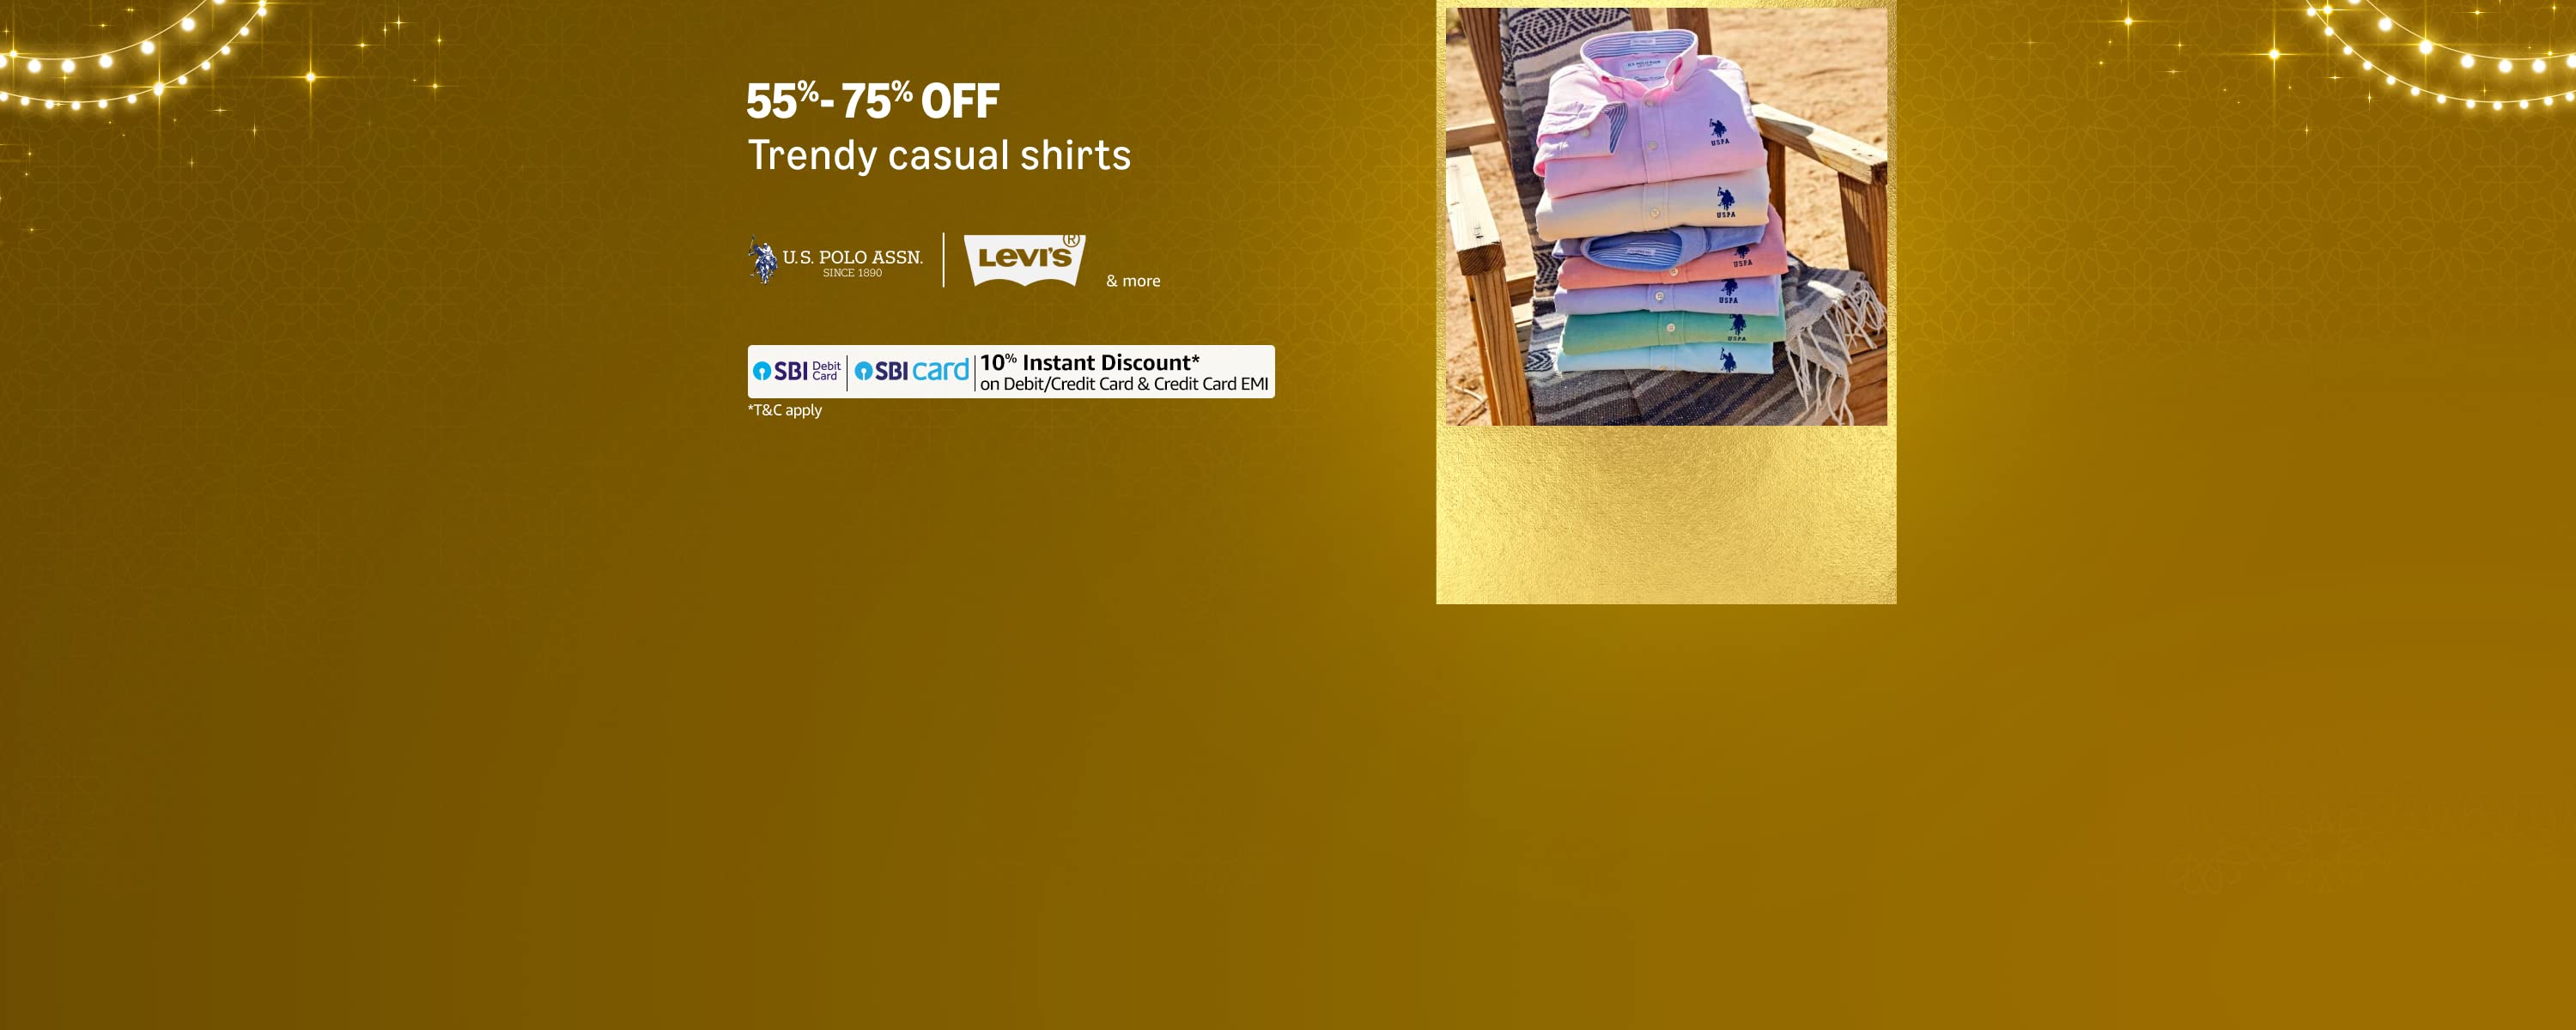 55%- 75% OFF
Trendy casual shirts
U.S. POLO ASSN.
SINCE 1890
LEVI'S®
& more
SBI Debit Card
SBI card
10% Instant Discount*
on Debit/Credit Card & Credit Card EMI
*T&C apply
USPA
USPA
USPA
USPA
USPA